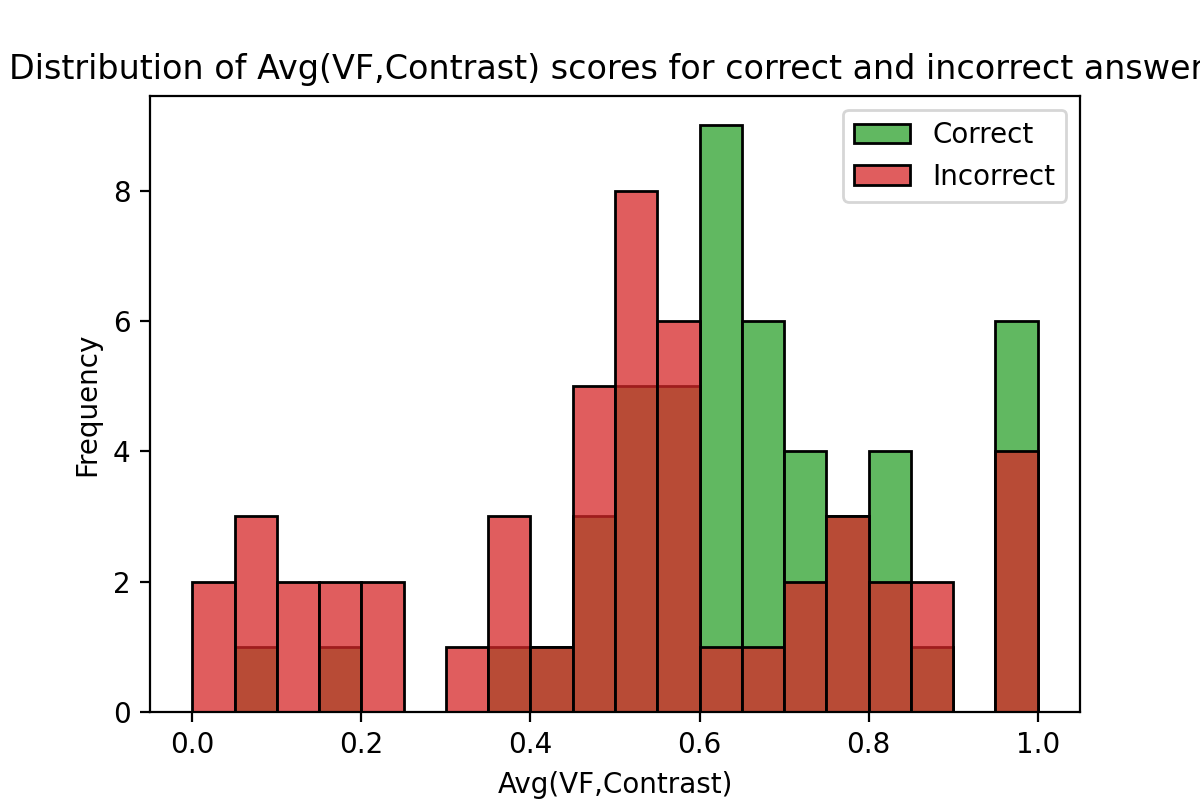 Distribution of Avg(VF,Contrast) scores for correct and incorrect answer
Correct
Incorrect
Frequency
8
6
4
2
0
0.0 0.2 0.4 0.6 0.8 1.0
Avg(VF,Contrast)